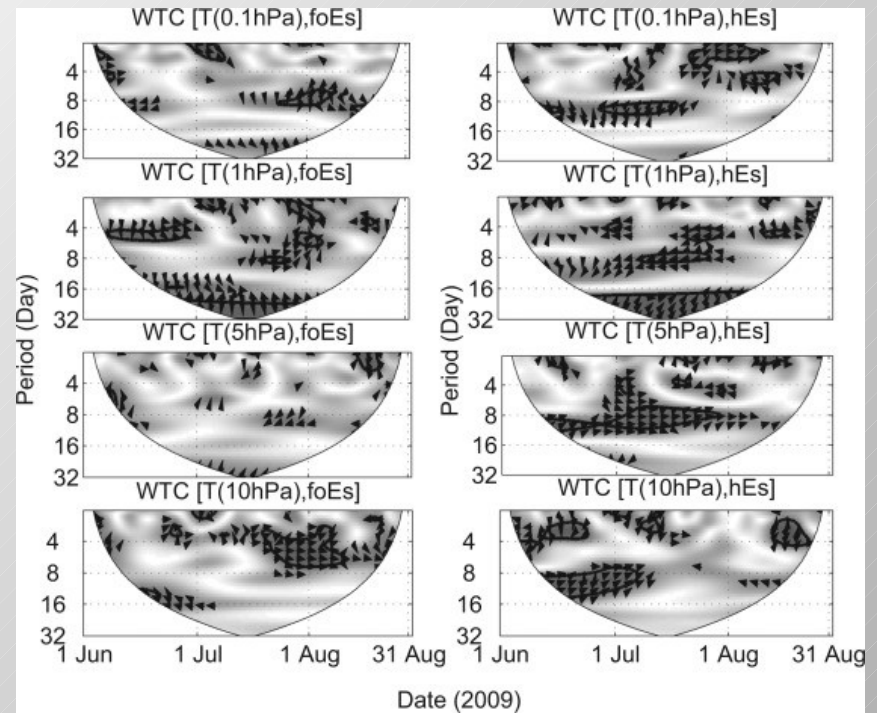 WTC [T(0.1hPa),foEs]
WTC [T(0.1hPa),hEs]
4
8
16
32
4
8
16
32
WTC [T(1hPa),foEs]
WTC [T(1hPa),hEs]
4
8
16
32
4
8
16
32
WTC [T(5hPa),foEs]
WTC [T(5hPa),hEs]
Period (Day)
Period (Day)
4
8
16
32
4
8
16
32
WTC [T(10hPa),foEs]
WTC [T(10hPa),hEs]
4
8
16
32
4
8
16
32
1 Jun 1 Jul 1 Aug 31 Aug
1 Jun 1 Jul 1 Aug 31 Aug
Date (2009)